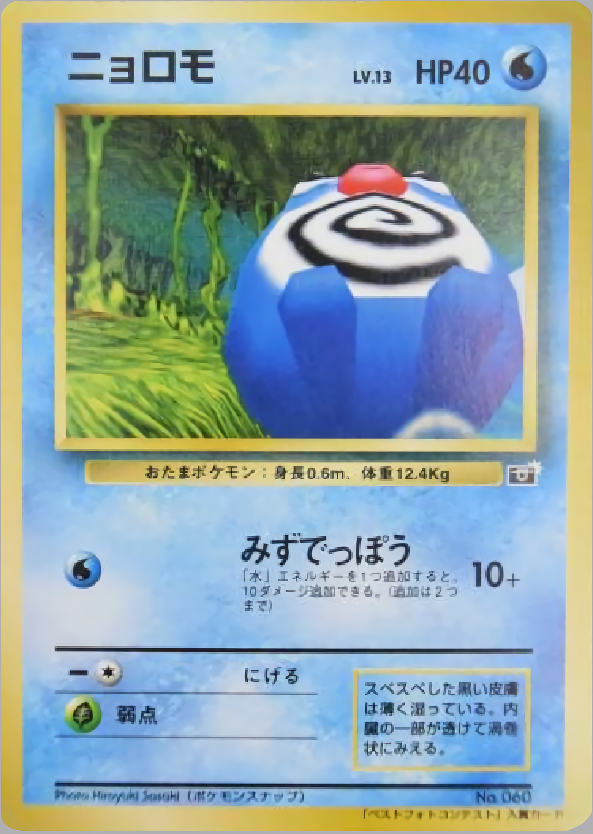 ニョロモ LV.13 HP40
おたまポケモン：身長0.6m、体重12.4Kg
みずでっぽう
「水」エネルギーを1つ追加すると、
10ダメージ追加できる。（追加は2つ
まで）
10+
にげる
弱点
スベスベした黒い皮膚
は薄く湿っている。内
臓の一部が透けて渦巻
状にみえる。
Photo Hiroyuki Sasaki（ポケモンスナップ） No. 060
「ベストフォトコンテスト」入賞カード